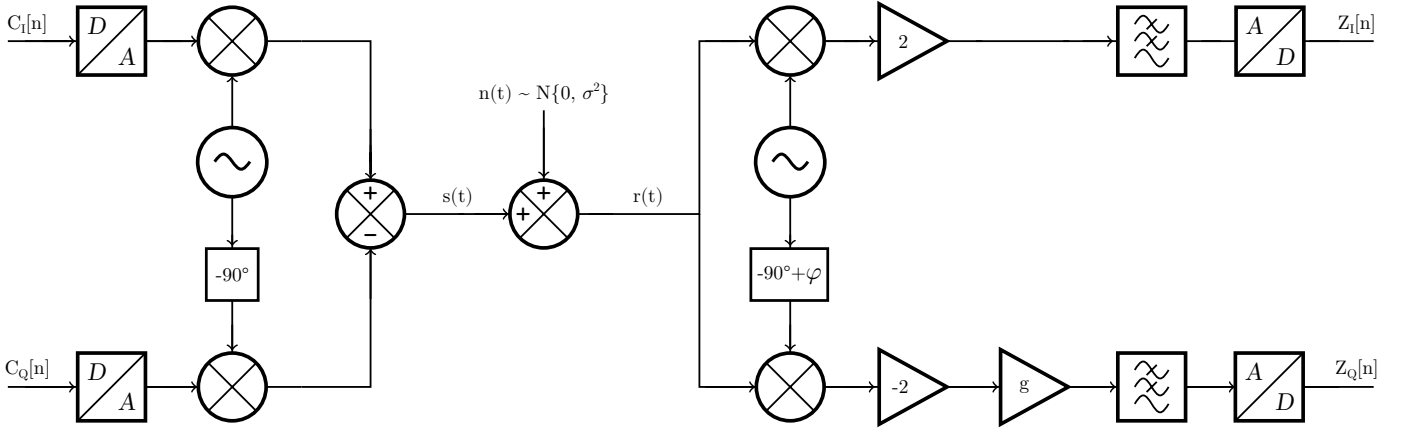 C_I[n]
D
A
n(t) ~ N{0, σ²}
2
A
D
Z_I[n]
+
−
s(t)
+
+
r(t)
-90°
-90°+φ
C_Q[n]
D
A
-2
g
A
D
Z_Q[n]